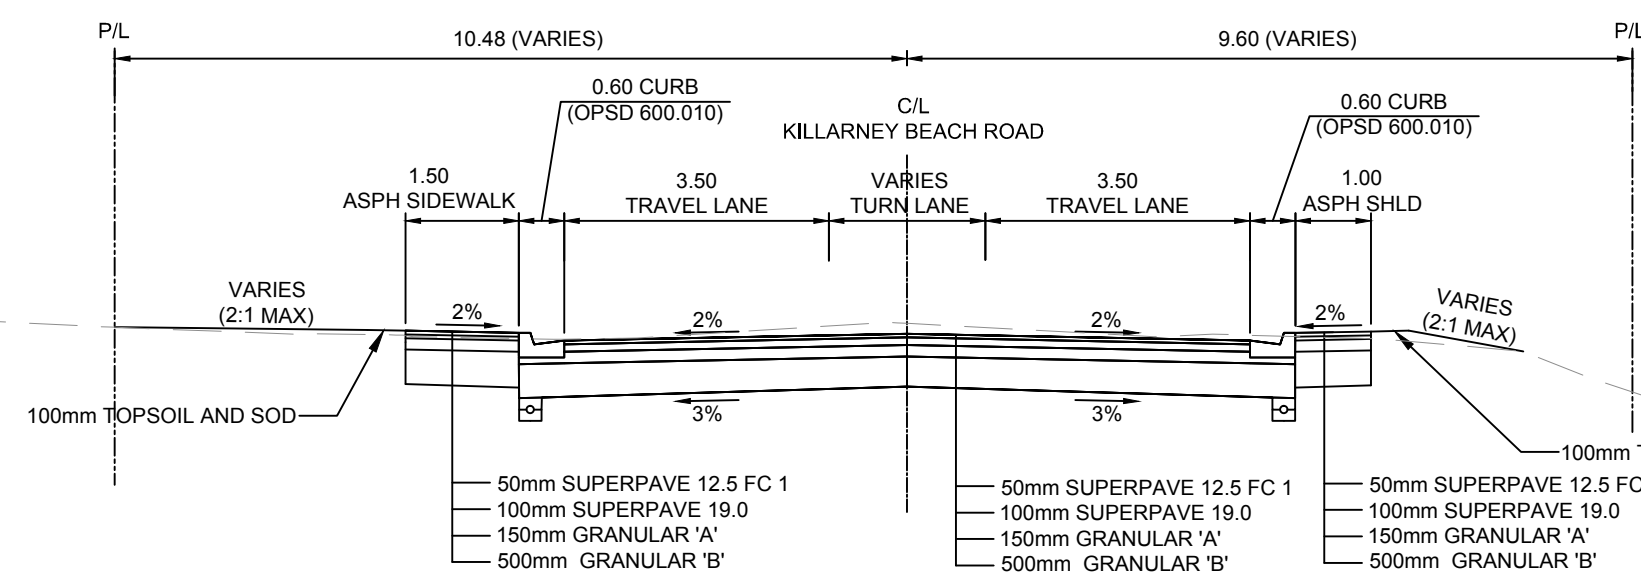 P/L
10.48 (VARIES)
9.60 (VARIES)
P/L
0.60 CURB
(OPSD 600.010)
C/L
KILLARNEY BEACH ROAD
0.60 CURB
(OPSD 600.010)
1.50
ASPH SIDEWALK
3.50
TRAVEL LANE
VARIES
TURN LANE
3.50
TRAVEL LANE
1.00
ASPH SHLD
VARIES
(2:1 MAX)
2%
2%
2%
2%
VARIES
(2:1 MAX)
100mm TOPSOIL AND SOD
3%
3%
100mm
50mm SUPERPAVE 12.5 FC 1
100mm SUPERPAVE 19.0
150mm GRANULAR 'A'
500mm GRANULAR 'B'
50mm SUPERPAVE 12.5 FC 1
100mm SUPERPAVE 19.0
150mm GRANULAR 'A'
500mm GRANULAR 'B'
50mm SUPERPAVE 12.5 FC
100mm SUPERPAVE 19.0
150mm GRANULAR 'A'
500mm GRANULAR 'B'